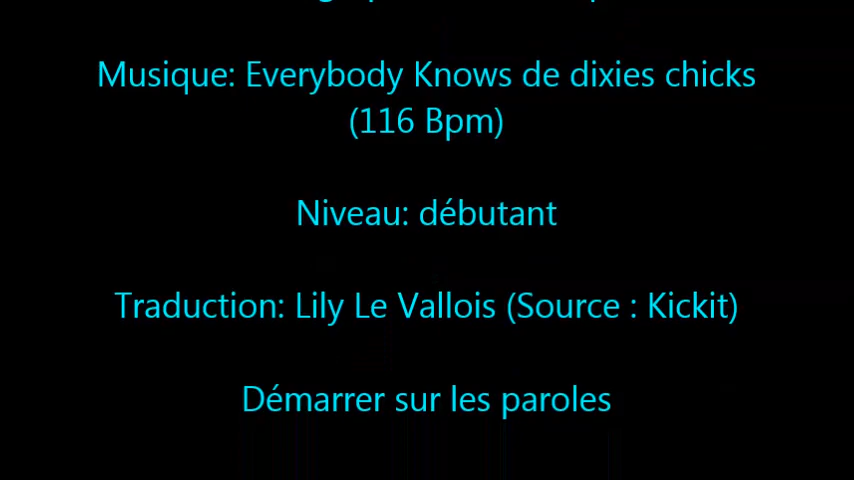 Musique: Everybody Knows de dixies chicks
(116 Bpm)
Niveau: débutant
Traduction: Lily Le Vallois (Source : Kickit)
Démarrer sur les paroles